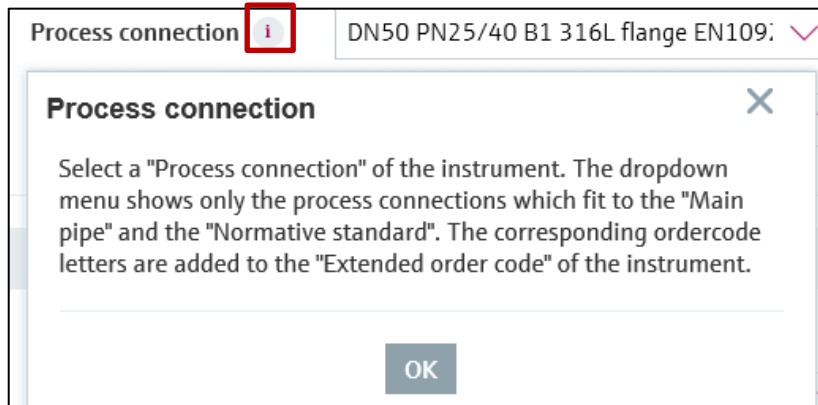 Process connection i DN50 PN25/40 B1 316L flange EN1092
Process connection
Select a "Process connection" of the instrument. The dropdown
menu shows only the process connections which fit to the "Main
pipe" and the "Normative standard". The corresponding ordercode
letters are added to the "Extended order code" of the instrument.
OK